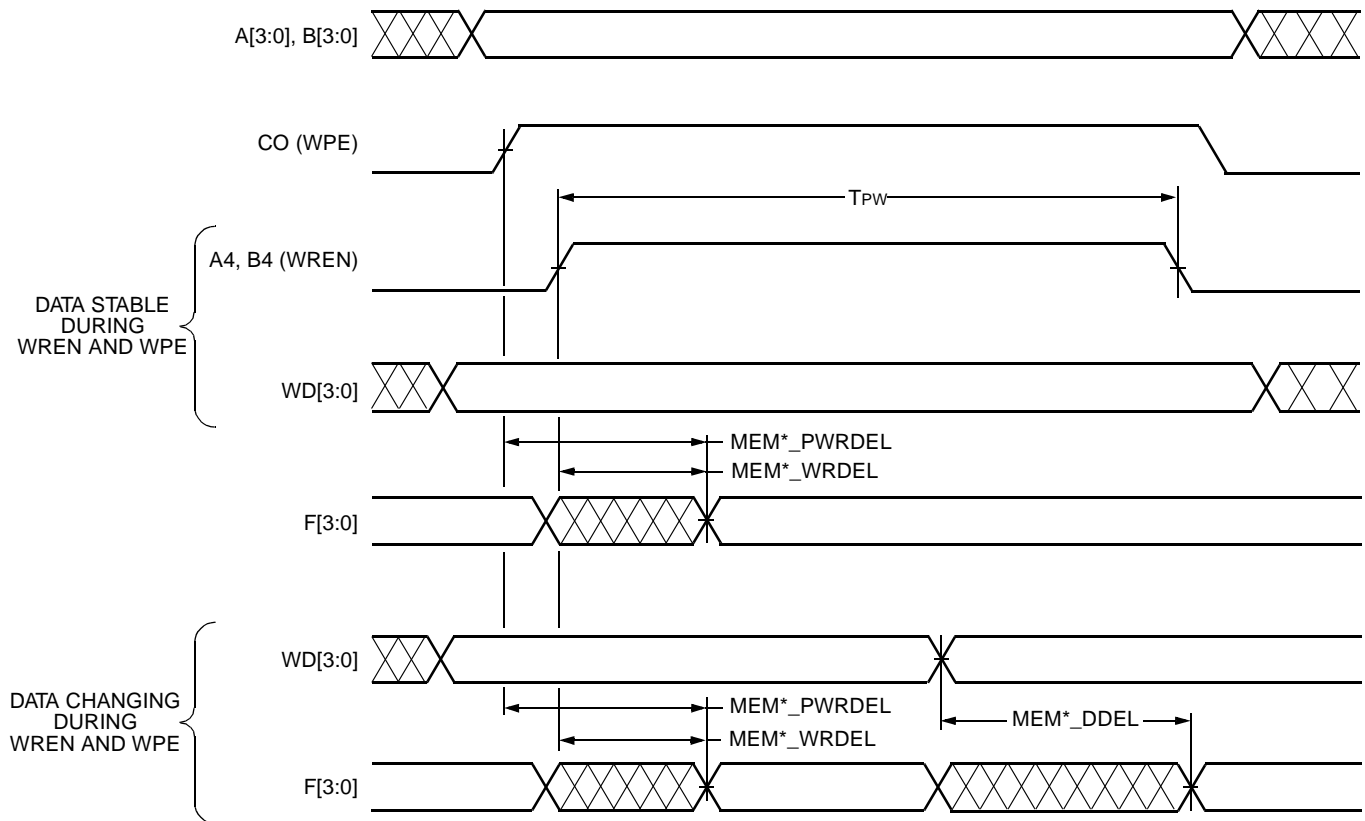 A[3:0], B[3:0]
CO (WPE)
TPW
A4, B4 (WREN)
DATA STABLE
DURING
WREN AND WPE
WD[3:0]
MEM*_PWRDEL
MEM*_WRDEL
F[3:0]
WD[3:0]
DATA CHANGING
DURING
WREN AND WPE
MEM*_PWRDEL
MEM*_DDEL
MEM*_WRDEL
F[3:0]